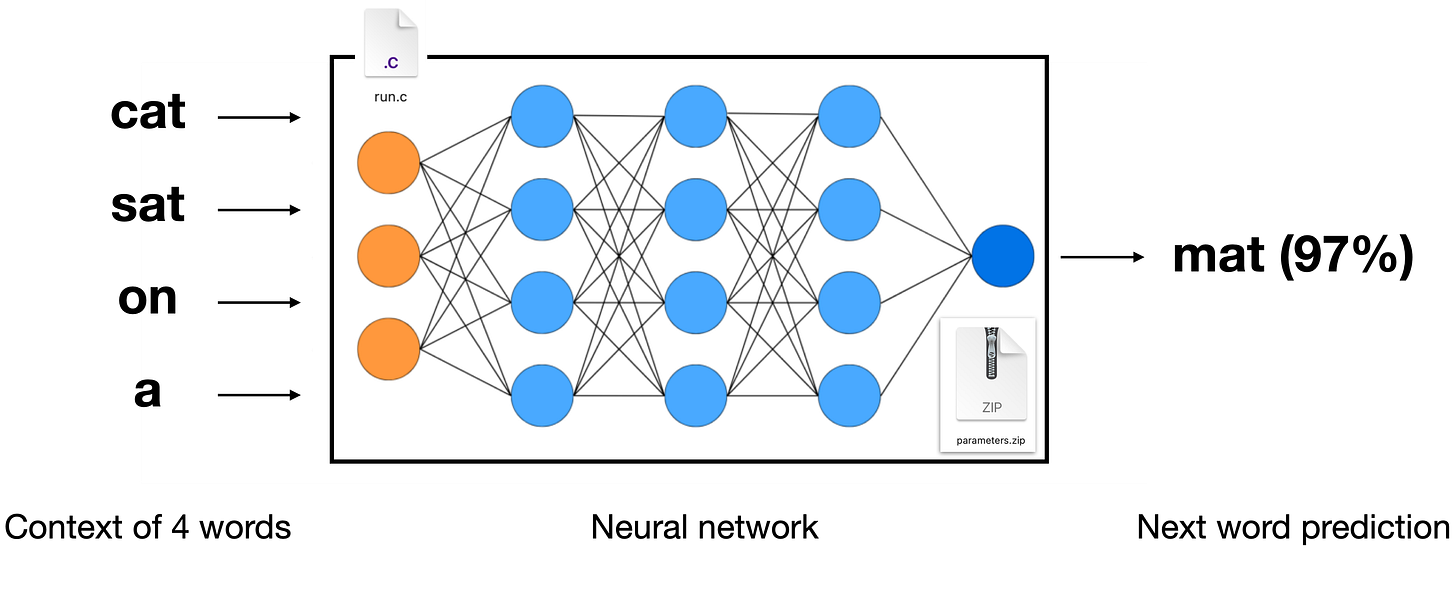 .C
run.c
cat
sat
on
a
mat (97%)
ZIP
parameters.zip
Context of 4 words
Neural network
Next word prediction